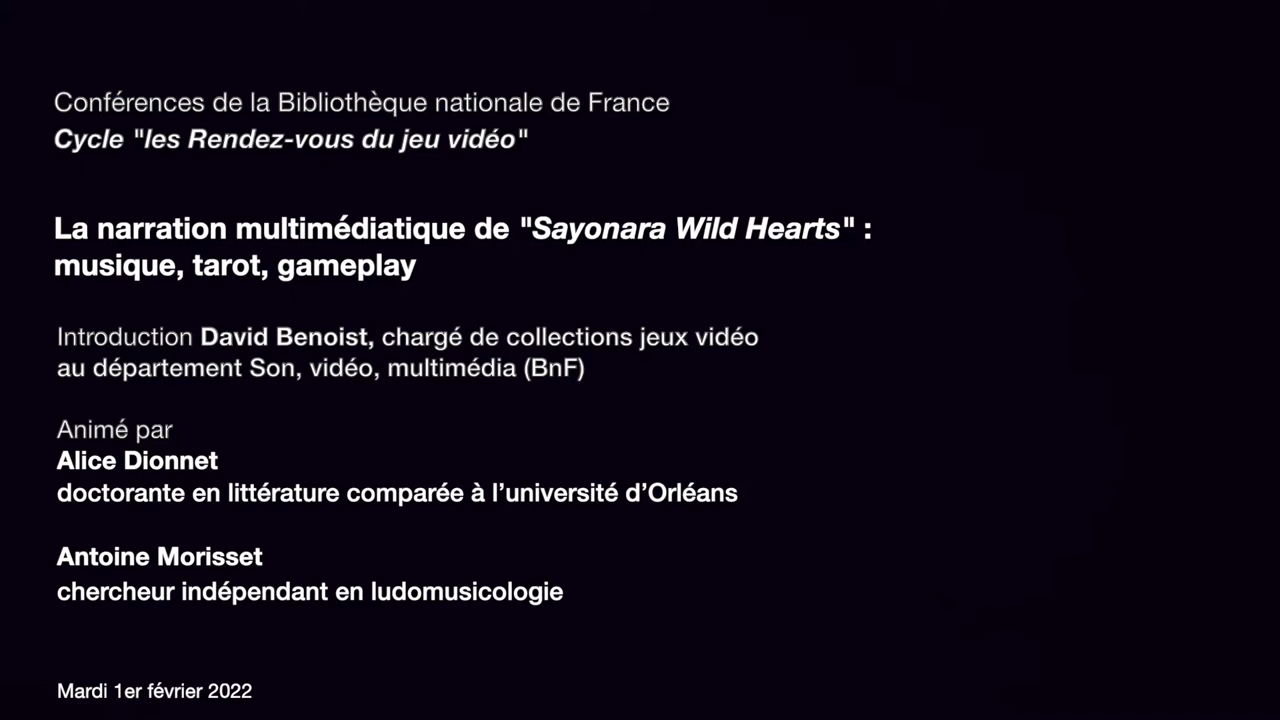 Conférences de la Bibliothèque nationale de France
Cycle "les Rendez-vous du jeu vidéo"
La narration multimédiatique de "Sayonara Wild Hearts" :
musique, tarot, gameplay
Introduction David Benoist, chargé de collections jeux vidéo
au département Son, vidéo, multimédia (BnF)
Animé par
Alice Dionnet
doctorante en littérature comparée à l’université d’Orléans
Antoine Morisset
chercheur indépendant en ludomusicologie
Mardi 1er février 2022